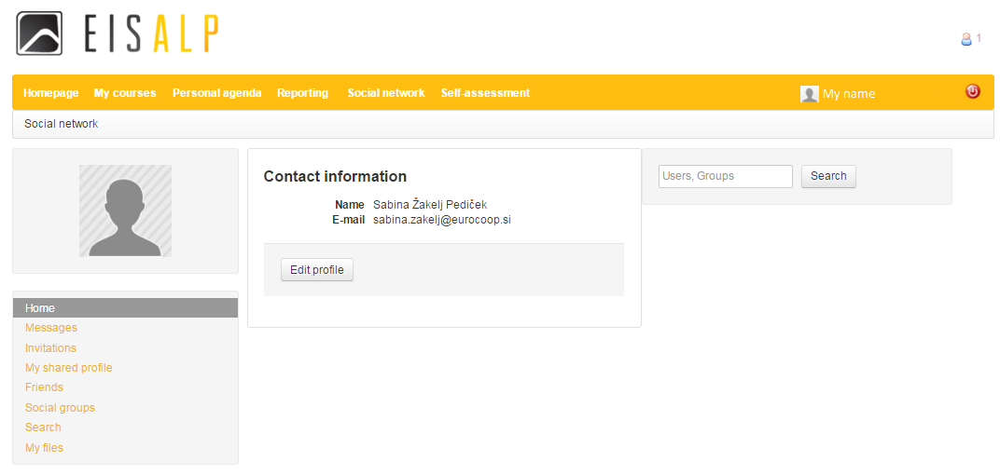 EISALP
1
Homepage My courses Personal agenda Reporting Social network Self-assessment My name
Social network
Contact information
Name Sabina Žakelj Pediček
E-mail sabina.zakelj@eurocoop.si
Edit profile
Users, Groups Search
Home
Messages
Invitations
My shared profile
Friends
Social groups
Search
My files